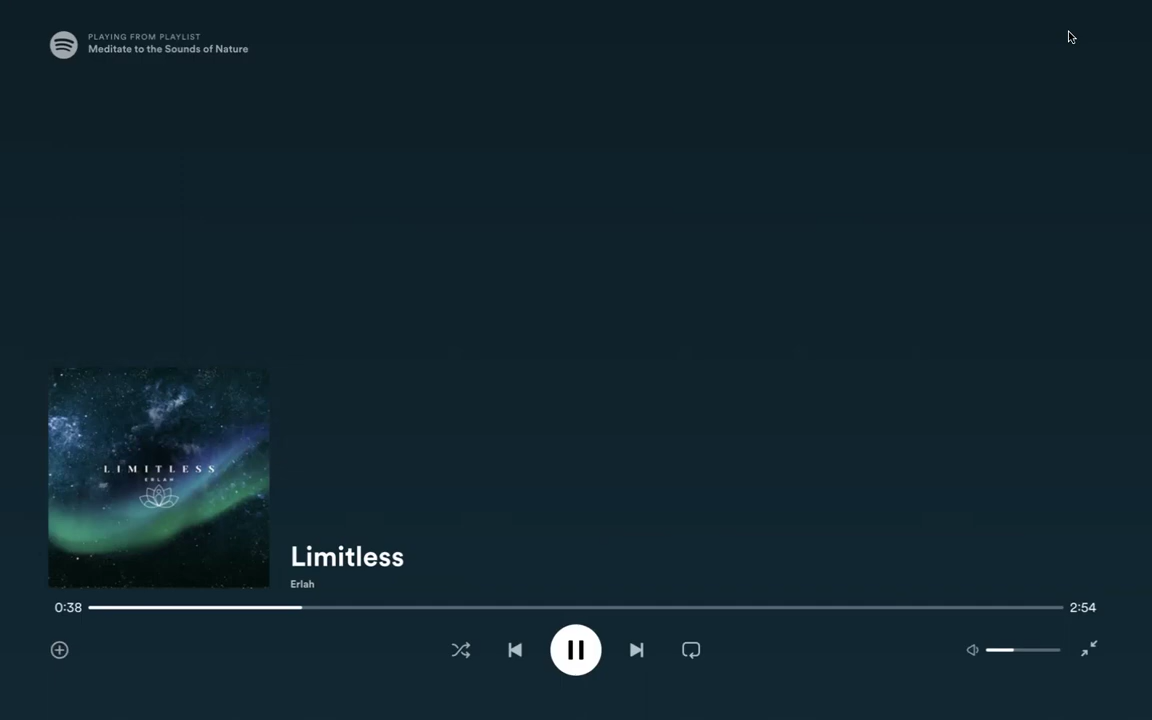 PLAYING FROM PLAYLIST
Meditate to the Sounds of Nature
LIMITLESS
ERLAH
Limitless
Erlah
0:38
2:54